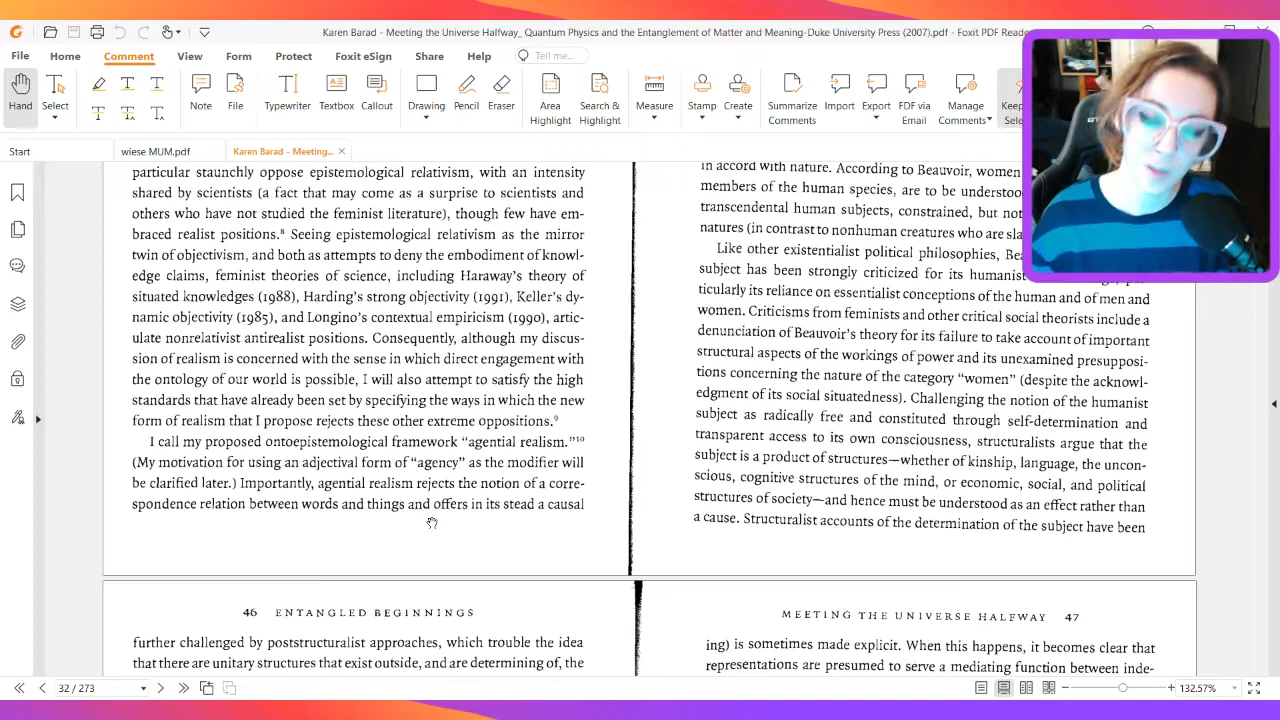 Karen Barad - Meeting the Universe Halfway_ Quantum Physics and the Entanglement of Matter and Meaning-Duke University Press (2007).pdf - Foxit PDF Reade
File Home Comment View Form Protect Foxit eSign Share Help Tell me...
Hand Select Note File Typewriter Textbox Callout Drawing Pencil Eraser Area Highlight Search & Highlight Measure Stamp Create Summarize Comments Import Export FDF via Email Manage Comments Keep Sele
Start wiese MUM.pdf Karen Barad - Meeting...
particular staunchly oppose epistemological relativism, with an intensity
shared by scientists (a fact that may come as a surprise to scientists and
others who have not studied the feminist literature), though few have em-
braced realist positions.⁸ Seeing epistemological relativism as the mirror
twin of objectivism, and both as attempts to deny the embodiment of knowl-
edge claims, feminist theories of science, including Haraway's theory of
situated knowledges (1988), Harding's strong objectivity (1991), Keller's dy-
namic objectivity (1985), and Longino's contextual empiricism (1990), artic-
ulate nonrelativist antirealist positions. Consequently, although my discus-
sion of realism is concerned with the sense in which direct engagement with
the ontology of our world is possible, I will also attempt to satisfy the high
standards that have already been set by specifying the ways in which the new
form of realism that I propose rejects these other extreme oppositions.⁹
I call my proposed ontoepistemological framework "agential realism."¹⁰
(My motivation for using an adjectival form of "agency" as the modifier will
be clarified later.) Importantly, agential realism rejects the notion of a corre-
spondence relation between words and things and offers in its stead a causal
in accord with nature. According to Beauvoir, women
members of the human species, are to be understoo
transcendental human subjects, constrained, but not
natures (in contrast to nonhuman creatures who are sla
Like other existentialist political philosophies, Bea
subject has been strongly criticized for its humanist
ticularly its reliance on essentialist conceptions of the human and of men and
women. Criticisms from feminists and other critical social theorists include a
denunciation of Beauvoir's theory for its failure to take account of important
structural aspects of the workings of power and its unexamined presupposi-
tions concerning the nature of the category "women" (despite the acknowl-
edgment of its social situatedness). Challenging the notion of the humanist
subject as radically free and constituted through self-determination and
transparent access to its own consciousness, structuralists argue that the
subject is a product of structures—whether of kinship, language, the uncon-
scious, cognitive structures of the mind, or economic, social, and political
structures of society—and hence must be understood as an effect rather than
a cause. Structuralist accounts of the determination of the subject have been
46 ENTANGLED BEGINNINGS
further challenged by poststructuralist approaches, which trouble the idea
that there are unitary structures that exist outside, and are determining of, the
MEETING THE UNIVERSE HALFWAY 47
ing) is sometimes made explicit. When this happens, it becomes clear that
representations are presumed to serve a mediating function between inde-
32 / 273
132.57%